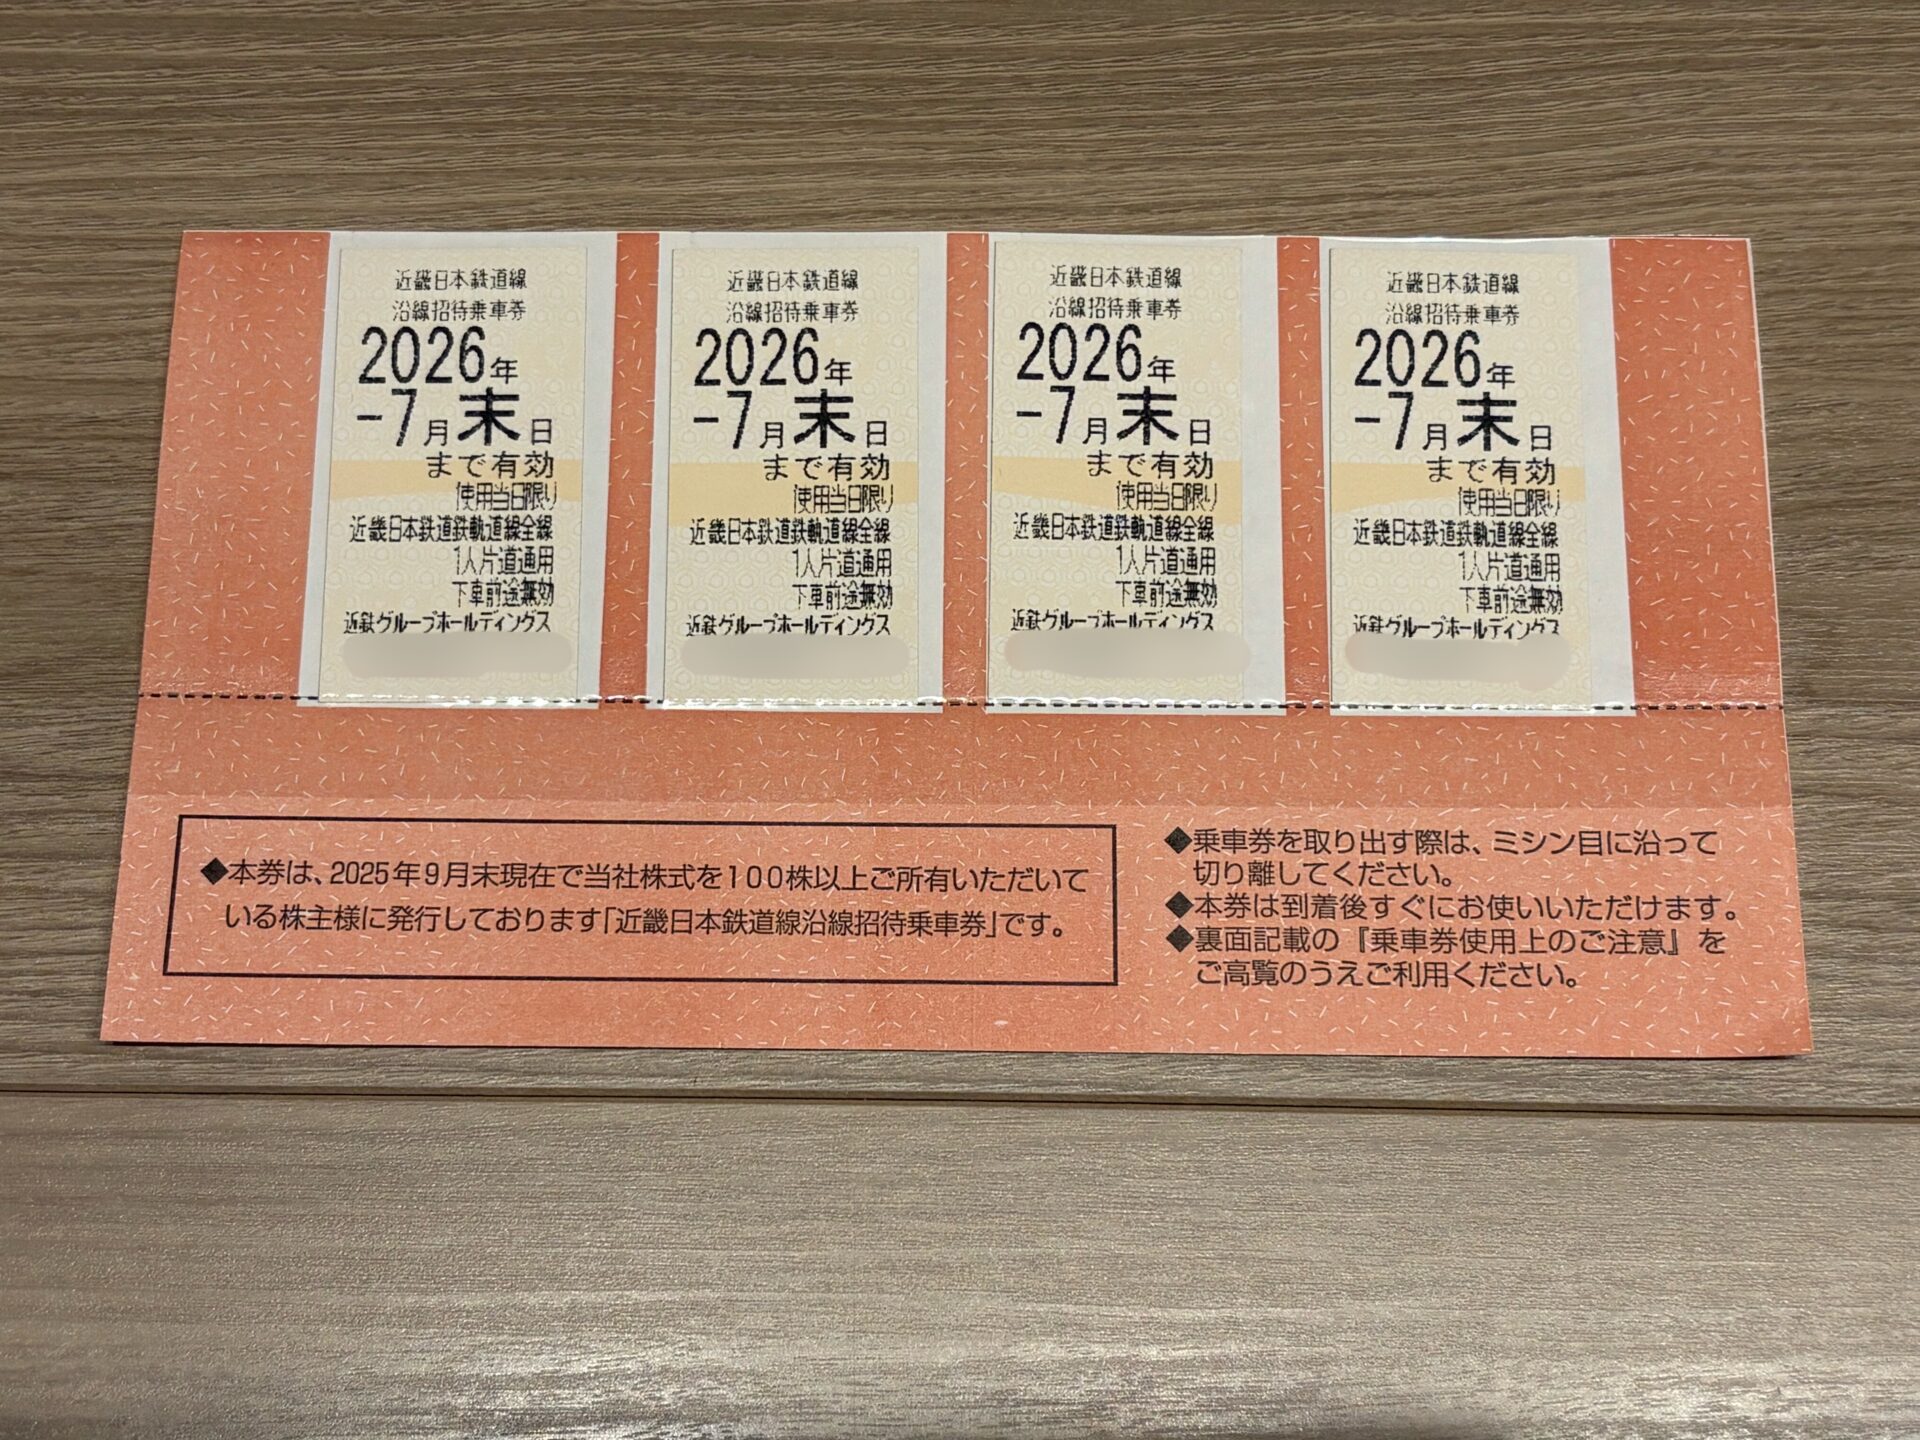 近畿日本鉄道線
沿線招待乗車券
2026年
-7月末日
まで有効
使用当日限り
近畿日本鉄道鉄軌道線全線
1人片道通用
下車前途無効
近鉄グループホールディングス
近畿日本鉄道線
沿線招待乗車券
2026年
-7月末日
まで有効
使用当日限り
近畿日本鉄道鉄軌道線全線
1人片道通用
下車前途無効
近鉄グループホールディングス
近畿日本鉄道線
沿線招待乗車券
2026年
-7月末日
まで有効
使用当日限り
近畿日本鉄道鉄軌道線全線
1人片道通用
下車前途無効
近鉄グループホールディングス
近畿日本鉄道線
沿線招待乗車券
2026年
-7月末日
まで有効
使用当日限り
近畿日本鉄道鉄軌道線全線
1人片道通用
下車前途無効
近鉄グループホールディングス
◆本券は、2025年9月末現在で当社株式を100株以上ご所有いただいて
いる株主様に発行しております「近畿日本鉄道線沿線招待乗車券」です。
◆乗車券を取り出す際は、ミシン目に沿って
切り離してください。
◆本券は到着後すぐにお使いいただけます。
◆裏面記載の『乗車券使用上のご注意』を
ご高覧のうえご利用ください。